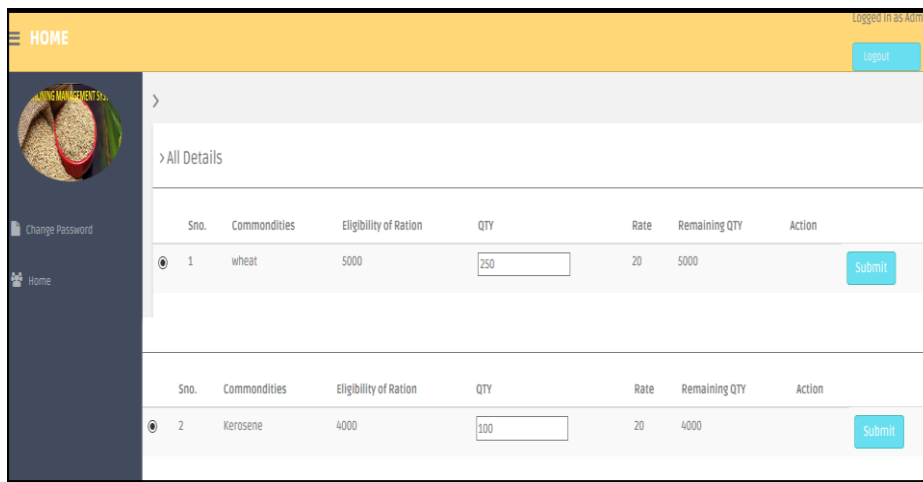 Logged in as Adm
HOME
Logout
MANAGEMENT
> All Details
Change Password
Home
Sno. Commondities Eligibility of Ration QTY Rate Remaining QTY Action
1 wheat 5000 250 20 5000 Submit
Sno. Commondities Eligibility of Ration QTY Rate Remaining QTY Action
2 Kerosene 4000 100 20 4000 Submit